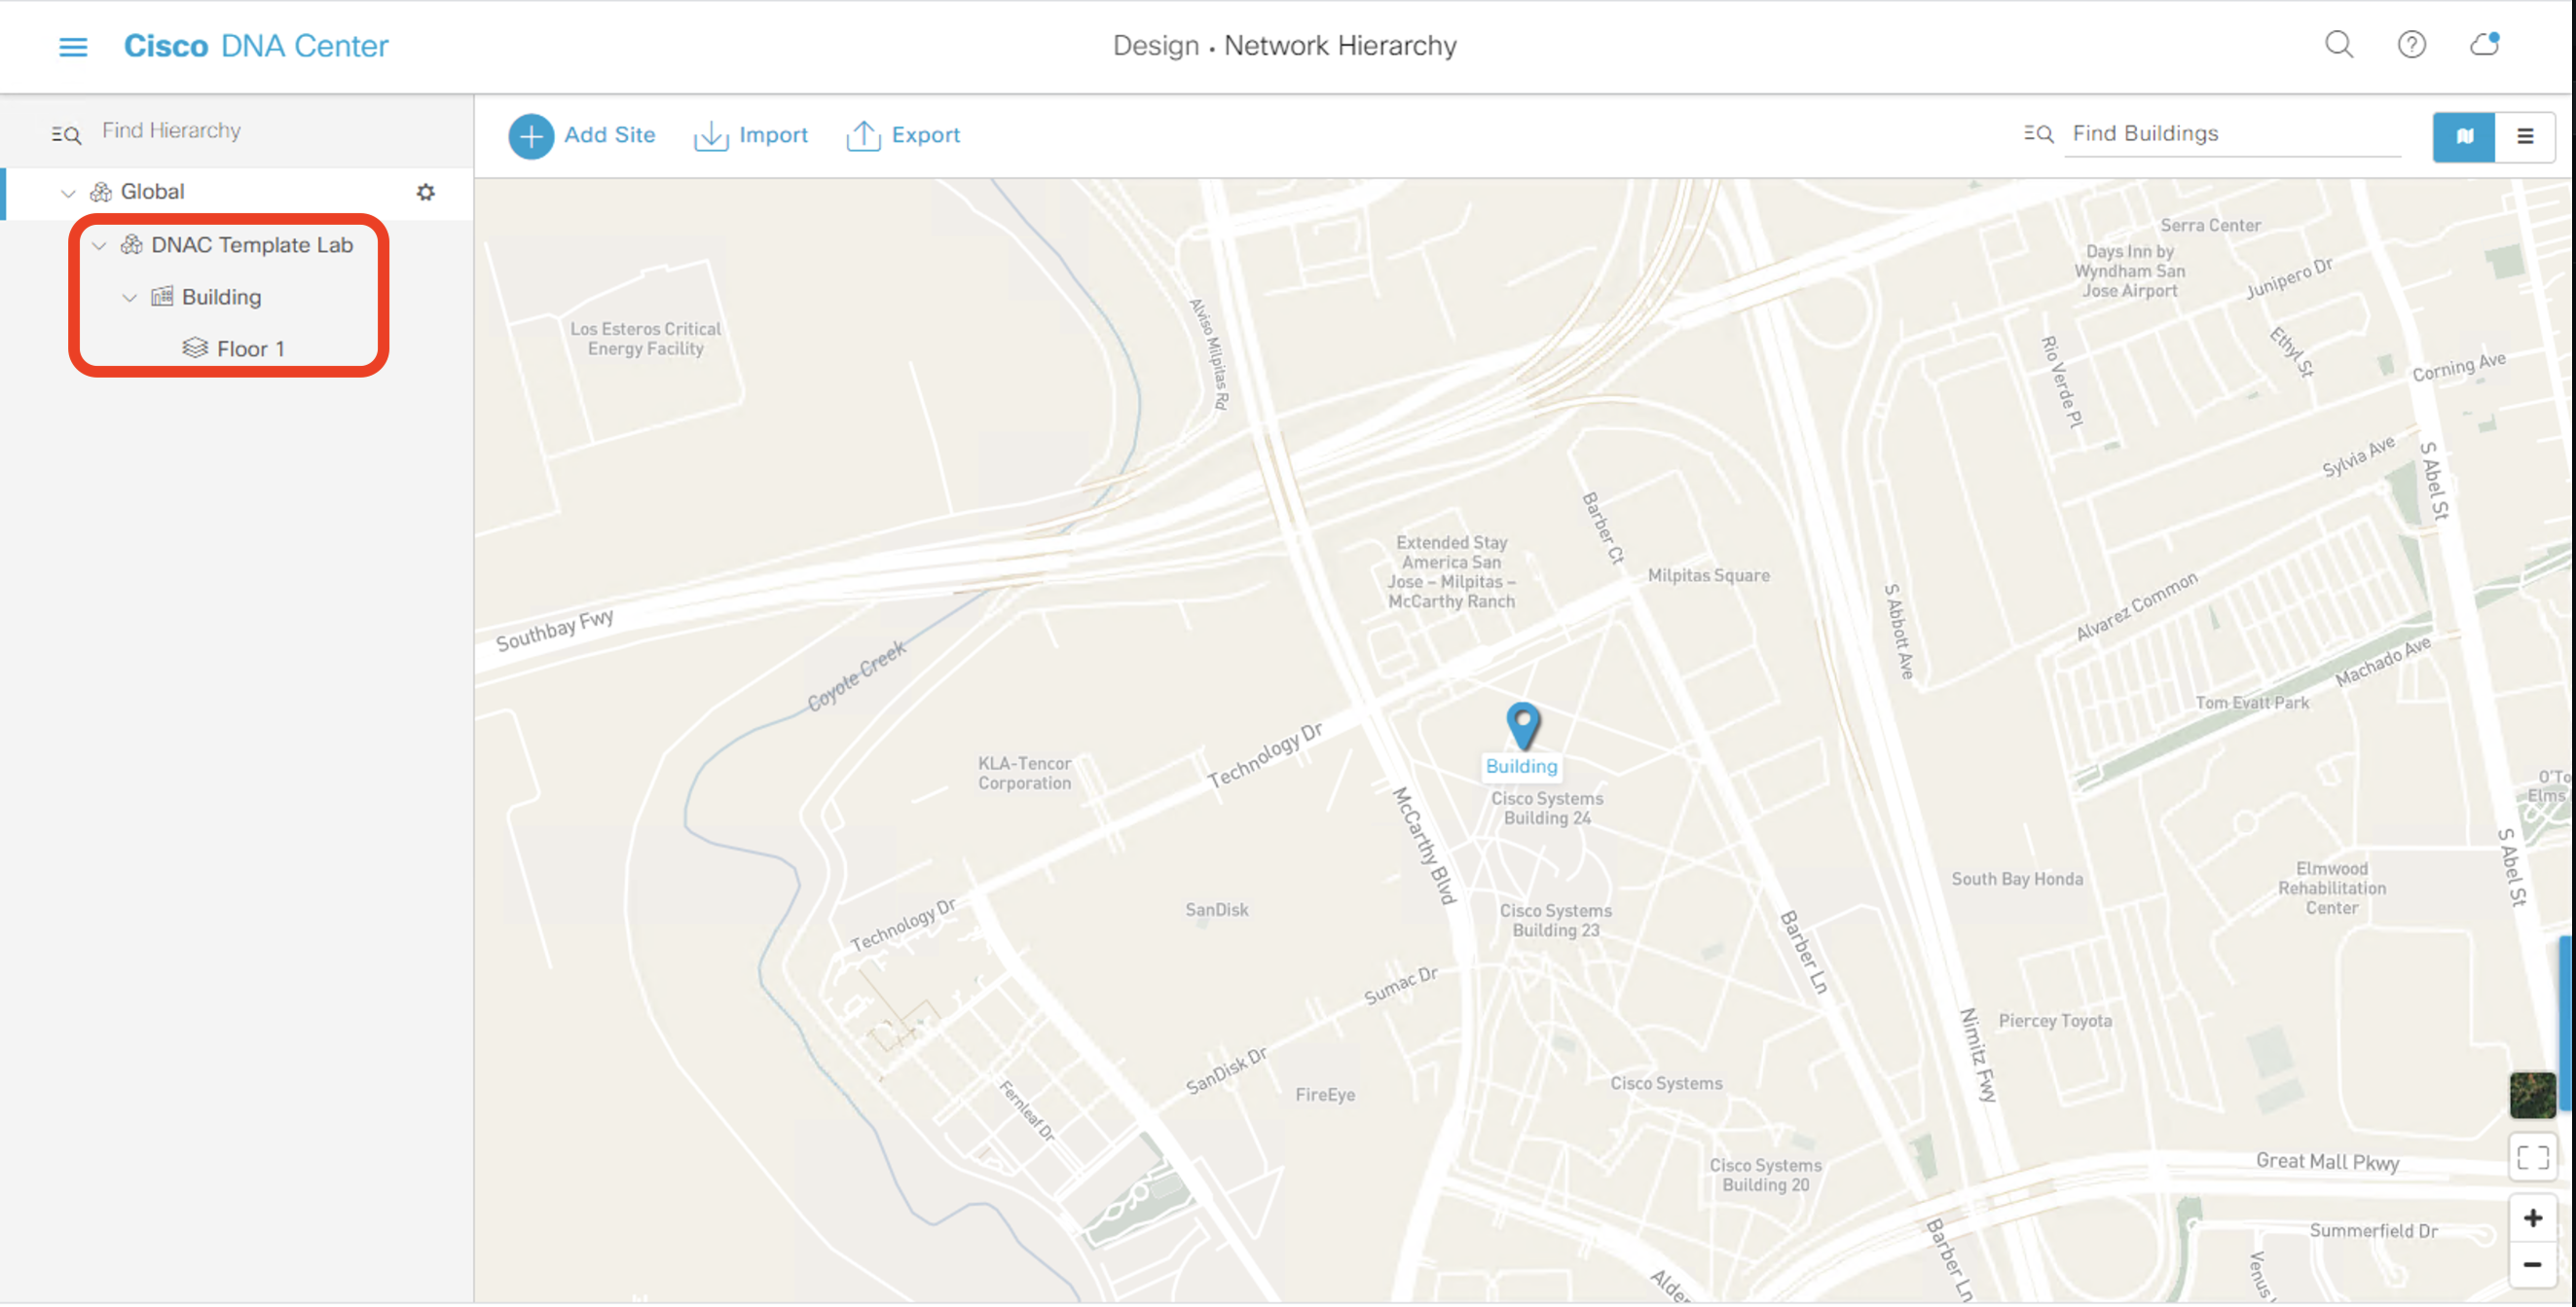 Cisco DNA Center
Design • Network Hierarchy
Find Hierarchy
Add Site
Import
Export
Find Buildings
Global
DNAC Template Lab
Building
Floor 1
Serra Center
Days Inn by
Wyndham San
Jose Airport
Junipero Dr
Alviso Milpitas Rd
Los Esteros Critical
Energy Facility
Rio Verde Pl
Ethyl St
Corning Ave
Sylvia Ave
S Abel St
Barber Ct
Extended Stay
America San
Jose – Milpitas –
McCarthy Ranch
Milpitas Square
S Abbott Ave
Alvarez Common
Southbay Fwy
Coyote Creek
Machado Ave
Tom Evatt Park
Technology Dr
KLA-Tencor
Corporation
Building
Cisco Systems
Building 24
McCarthy Blvd
O'To
Elms
S Abel St
South Bay Honda
Elmwood
Rehabilitation
Center
SanDisk
Technology Dr
Cisco Systems
Building 23
Barber Ln
Sumac Dr
Nimitz Fwy
Piercey Toyota
SanDisk Dr
FireEye
Cisco Systems
Fernleaf Dr
Cisco Systems
Building 20
Great Mall Pkwy
Barber Ln
Summerfield Dr
Venus
Alder